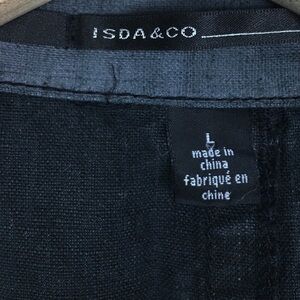 ISDA&CO
L
made in
china
fabriqué en
chine